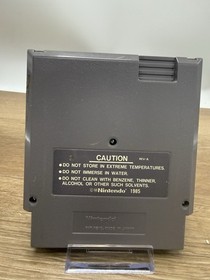 CAUTION REV-A
•DO NOT STORE IN EXTREME TEMPERATURES.
•DO NOT IMMERSE IN WATER.
•DO NOT CLEAN WITH BENZENE, THINNER,
ALCOHOL OR OTHER SUCH SOLVENTS.
©Nintendo 1985